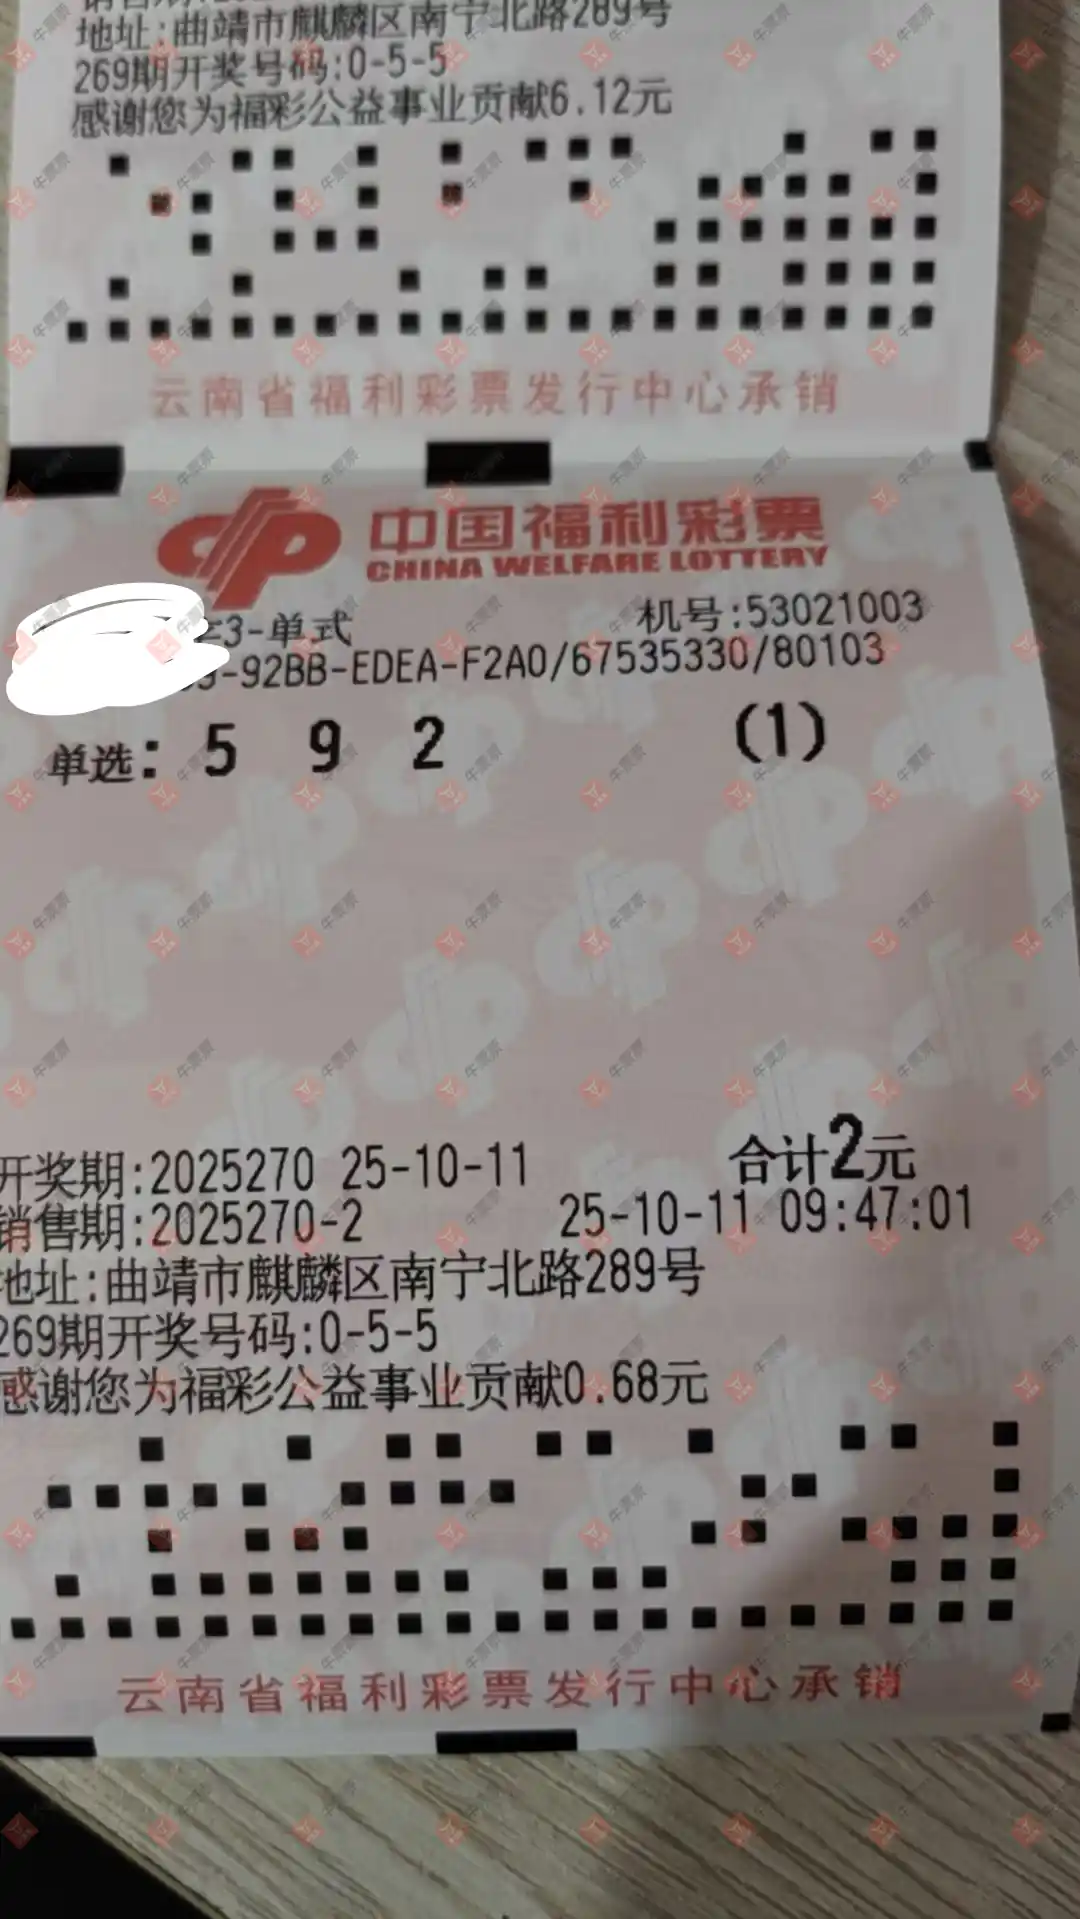 地址:曲靖市麒麟区南宁北路289号
269期开奖号码:0-5-5
感谢您为福彩公益事业贡献6.12元
云南省福利彩票发行中心承销
中国福利彩票
CHINA WELFARE LOTTERY
3-单式 机号:53021003
-92BB-EDEA-F2A0/67535330/80103
单选: 5 9 2 (1)
合计2元
开奖期:2025270 25-10-11
销售期:2025270-2 25-10-11 09:47:01
地址:曲靖市麒麟区南宁北路289号
269期开奖号码:0-5-5
感谢您为福彩公益事业贡献0.68元
云南省福利彩票发行中心承销
牛票票